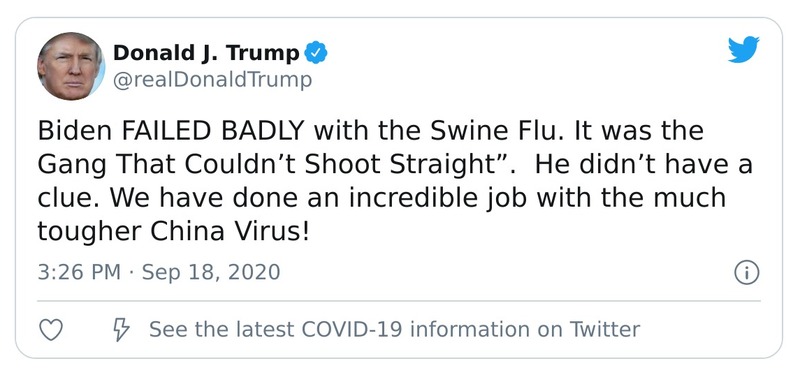 Donald J. Trump
@realDonaldTrump
Biden FAILED BADLY with the Swine Flu. It was the
Gang That Couldn’t Shoot Straight”.  He didn’t have a
clue. We have done an incredible job with the much
tougher China Virus!
3:26 PM · Sep 18, 2020
See the latest COVID-19 information on Twitter